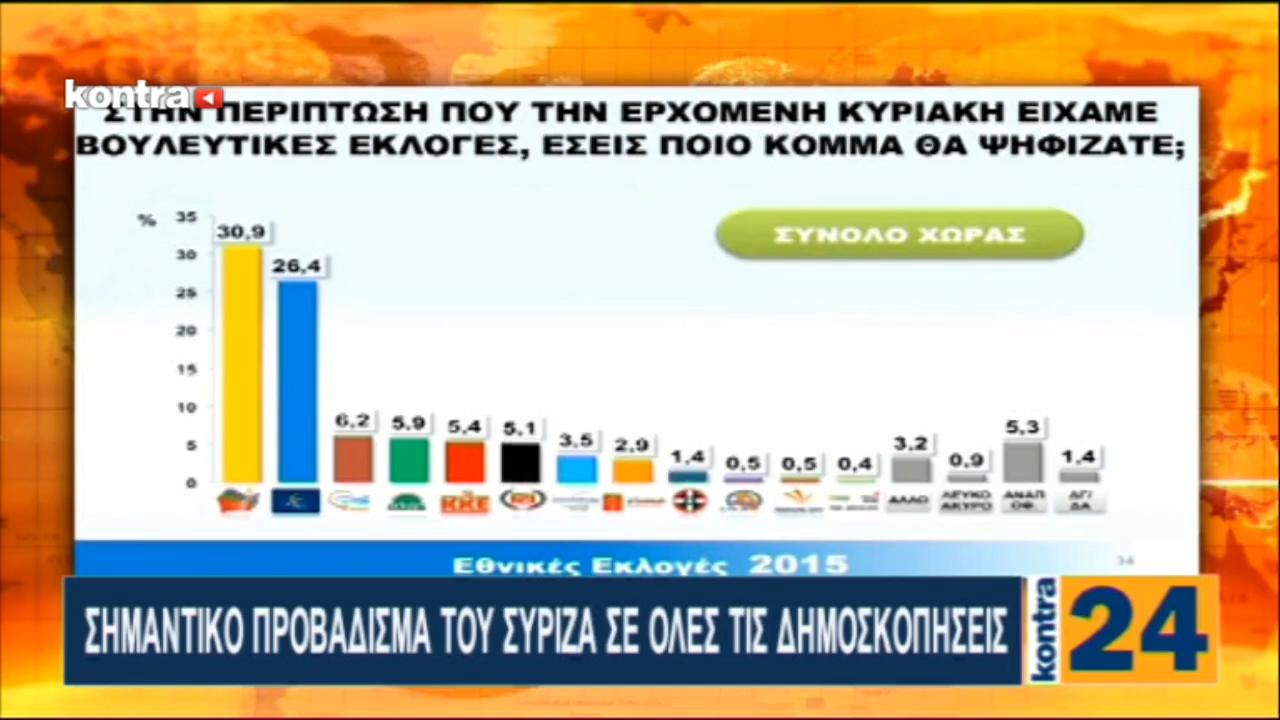 kontra
ΣΤΗΝ ΠΕΡΙΠΤΩΣΗ ΠΟΥ ΤΗΝ ΕΡΧΟΜΕΝΗ ΚΥΡΙΑΚΗ ΕΙΧΑΜΕ
ΒΟΥΛΕΥΤΙΚΕΣ ΕΚΛΟΓΕΣ, ΕΣΕΙΣ ΠΟΙΟ ΚΟΜΜΑ ΘΑ ΨΗΦΙΖΑΤΕ;
ΣΥΝΟΛΟ ΧΩΡΑΣ
%
35
30
25
20
15
10
5
0
30,9
26,4
6,2
5,9
5,4
5,1
3,5
2,9
1,4
0,5
0,5
0,4
3,2
0,9
5,3
1,4
ΚΚΕ
ΑΛΛΟ
ΛΕΥΚΟ
ΑΚΥΡΟ
ΑΝΑΠ
ΟΦ.
ΔΓ/
ΔΑ
Εθνικές Εκλογές 2015
34
ΣΗΜΑΝΤΙΚΟ ΠΡΟΒΑΔΙΣΜΑ ΤΟΥ ΣΥΡΙΖΑ ΣΕ ΟΛΕΣ ΤΙΣ ΔΗΜΟΣΚΟΠΗΣΕΙΣ
kontra
24